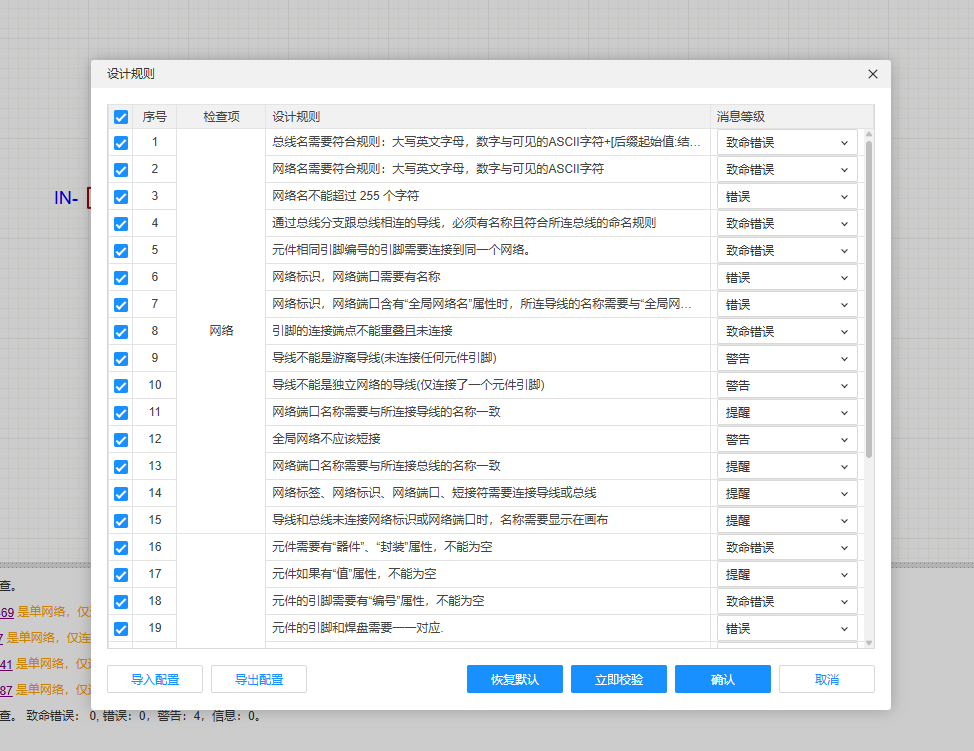 设计规则
序号 检查项 设计规则 消息等级
1 总线名需要符合规则：大写英文字母，数字与可见的ASCII字符+[后缀起始值:结... 致命错误
2 网络名需要符合规则：大写英文字母，数字与可见的ASCII字符 致命错误
IN-
3 网络名不能超过 255 个字符 错误
4 通过总线分支跟总线相连的导线，必须有名称且符合所连总线的命名规则 致命错误
5 元件相同引脚编号的引脚需要连接到同一个网络。 致命错误
6 网络标识，网络端口需要有名称 错误
7 网络标识，网络端口含有“全局网络名”属性时，所连导线的名称需要与“全局网... 错误
8 网络 引脚的连接端点不能重叠且未连接 致命错误
9 导线不能是游离导线(未连接任何元件引脚) 警告
10 导线不能是独立网络的导线(仅连接了一个元件引脚) 警告
11 网络端口名称需要与所连接导线的名称一致 提醒
12 全局网络不应该短接 警告
13 网络端口名称需要与所连接总线的名称一致 提醒
14 网络标签、网络标识、网络端口、短接符需要连接导线或总线 提醒
15 导线和总线未连接网络标识或网络端口时，名称需要显示在画布 提醒
16 元件需要有“器件”、“封装”属性，不能为空 致命错误
17 元件如果有“值”属性，不能为空 提醒
18 元件的引脚需要有“编号”属性，不能为空 致命错误
19 元件的引脚和焊盘需要一一对应. 错误
导入配置 导出配置 恢复默认 立即校验 确认 取消
查。
69 是单网络，仅
7 是单网络，仅连
41 是单网络，仅
87 是单网络，仅
查。 致命错误： 0, 错误：0，警告：4，信息：0。